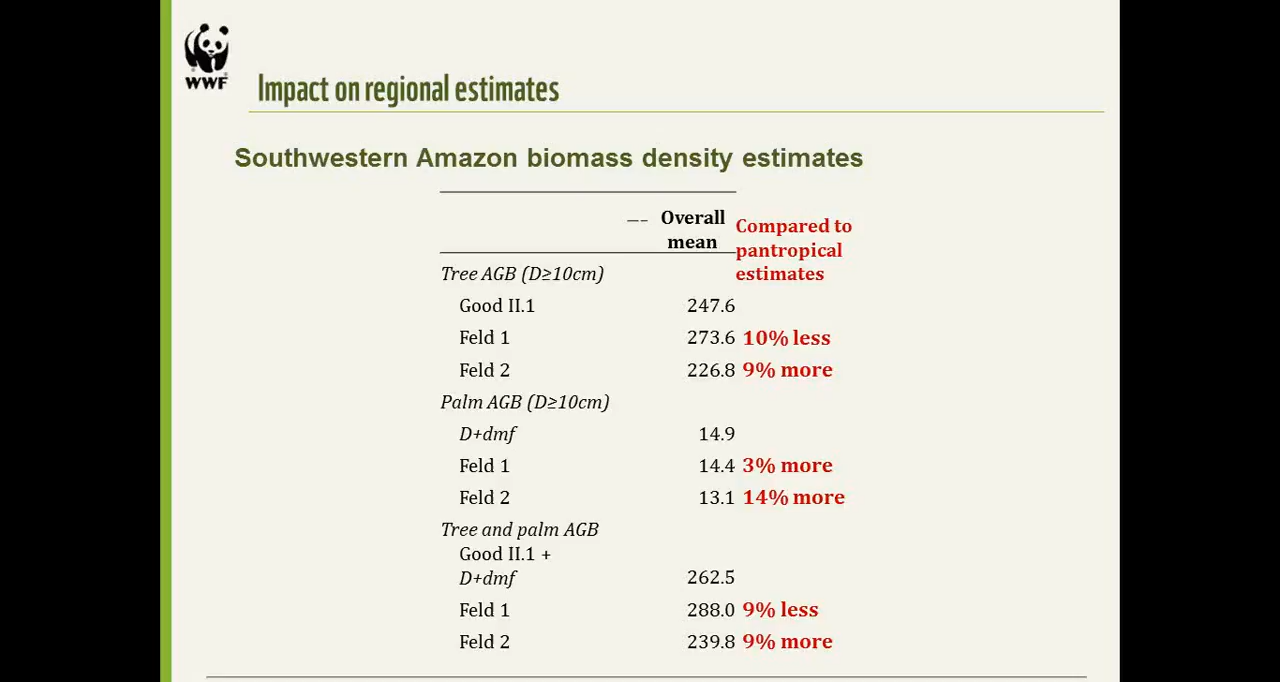 WWF
Impact on regional estimates
Southwestern Amazon biomass density estimates
Overall mean
Compared to pantropical estimates
Tree AGB (D≥10cm)
Good II.1 247.6
Feld 1 273.6 10% less
Feld 2 226.8 9% more
Palm AGB (D≥10cm)
D+dmf 14.9
Feld 1 14.4 3% more
Feld 2 13.1 14% more
Tree and palm AGB
Good II.1 +
D+dmf 262.5
Feld 1 288.0 9% less
Feld 2 239.8 9% more